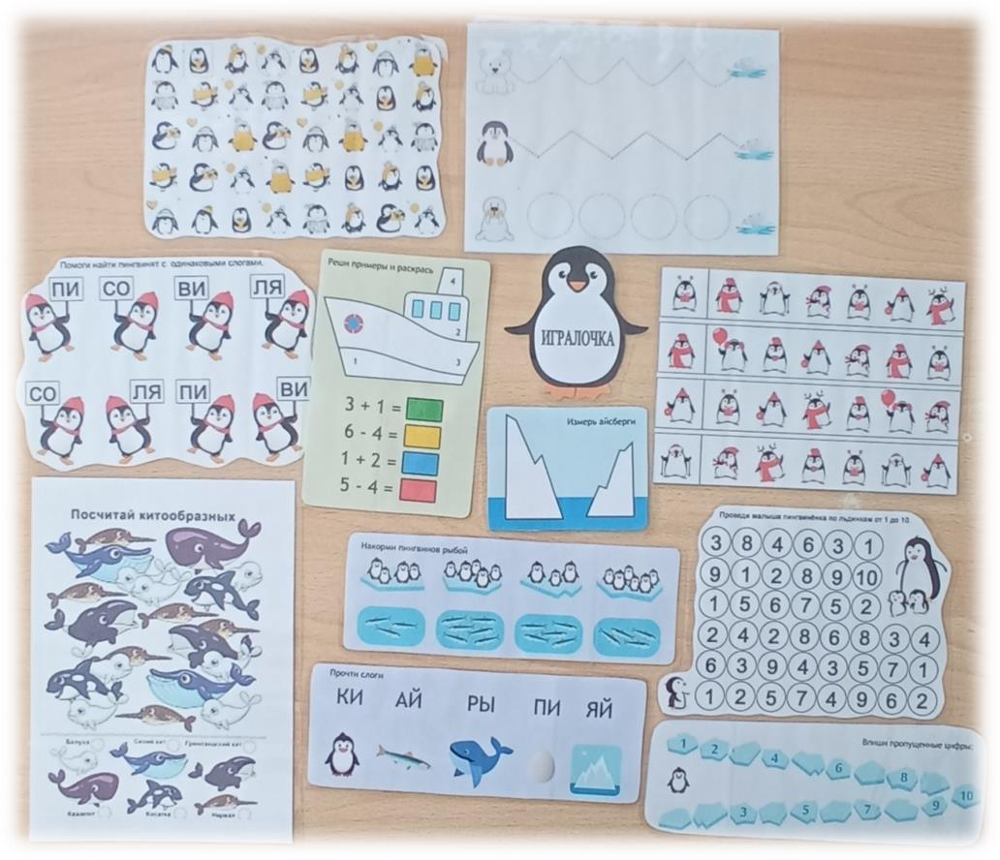 Помоги найти пингвинят с одинаковыми слогами.
ПИ СО ВИ ЛЯ
СО ЛЯ ПИ ВИ
Реши примеры и раскрась
4
2
1 3
3 + 1 =
6 - 4 =
1 + 2 =
5 - 4 =
ИГРАЛОЧКА
Измерь айсберги
Посчитай китообразных
Белуха Синий кит Гренландский кит
Кашалот Косатка Нарвал
Накорми пингвинов рыбой
Прочти слоги
КИ АЙ РЫ ПИ ЯЙ
Проведи малыша пингвинёнка по льдинкам от 1 до 10
3 8 4 6 3 1
9 1 2 8 9 10
1 5 6 7 5 2
2 4 2 8 6 8 3 4
6 3 9 4 3 5 7 1
1 2 5 7 4 9 6 2
Впиши пропущенные цифры:
1 2 4 6 8 10
3 5 7 9